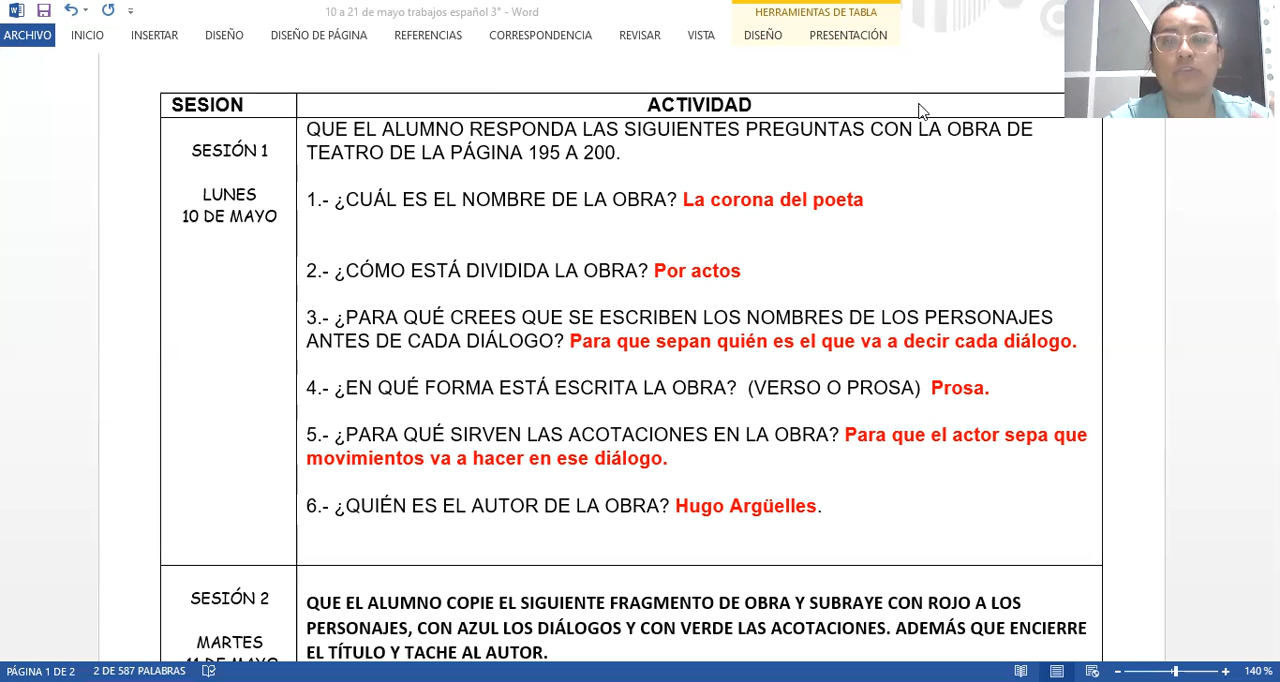 10 a 21 de mayo trabajos español 3° - Word
HERRAMIENTAS DE TABLA
ARCHIVO INICIO INSERTAR DISEÑO DISEÑO DE PÁGINA REFERENCIAS CORRESPONDENCIA REVISAR VISTA DISEÑO PRESENTACIÓN
SESION ACTIVIDAD
SESIÓN 1
LUNES
10 DE MAYO
QUE EL ALUMNO RESPONDA LAS SIGUIENTES PREGUNTAS CON LA OBRA DE
TEATRO DE LA PÁGINA 195 A 200.
1.- ¿CUÁL ES EL NOMBRE DE LA OBRA? La corona del poeta
2.- ¿CÓMO ESTÁ DIVIDIDA LA OBRA? Por actos
3.- ¿PARA QUÉ CREES QUE SE ESCRIBEN LOS NOMBRES DE LOS PERSONAJES
ANTES DE CADA DIÁLOGO? Para que sepan quién es el que va a decir cada diálogo.
4.- ¿EN QUÉ FORMA ESTÁ ESCRITA LA OBRA? (VERSO O PROSA) Prosa.
5.- ¿PARA QUÉ SIRVEN LAS ACOTACIONES EN LA OBRA? Para que el actor sepa que
movimientos va a hacer en ese diálogo.
6.- ¿QUIÉN ES EL AUTOR DE LA OBRA? Hugo Argüelles.
SESIÓN 2
MARTES
11 DE MAYO
QUE EL ALUMNO COPIE EL SIGUIENTE FRAGMENTO DE OBRA Y SUBRAYE CON ROJO A LOS
PERSONAJES, CON AZUL LOS DIÁLOGOS Y CON VERDE LAS ACOTACIONES. ADEMÁS QUE ENCIERRE
EL TÍTULO Y TACHE AL AUTOR.
PÁGINA 1 DE 2 2 DE 587 PALABRAS 140 %